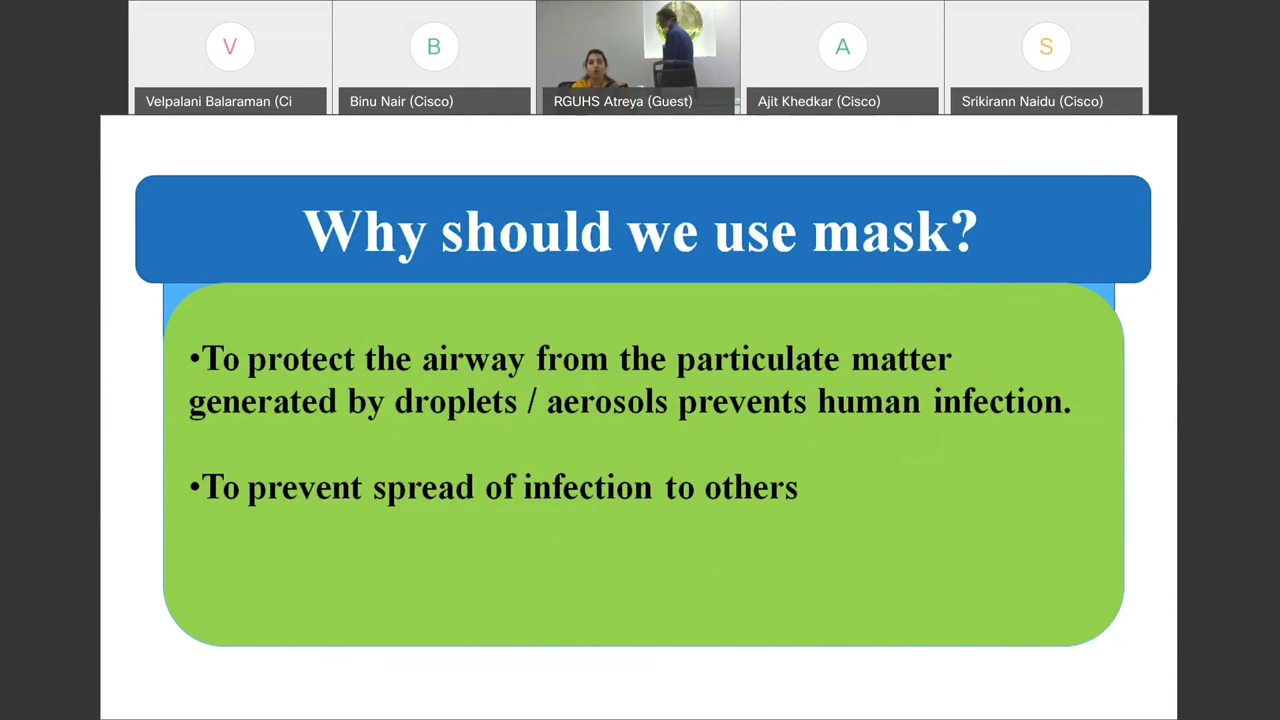 V
B
A
S
Velpalani Balaraman (Ci
Binu Nair (Cisco)
RGUHS Atreya (Guest)
Ajit Khedkar (Cisco)
Srikirann Naidu (Cisco)
Why should we use mask?
•To protect the airway from the particulate matter
generated by droplets / aerosols prevents human infection.
•To prevent spread of infection to others